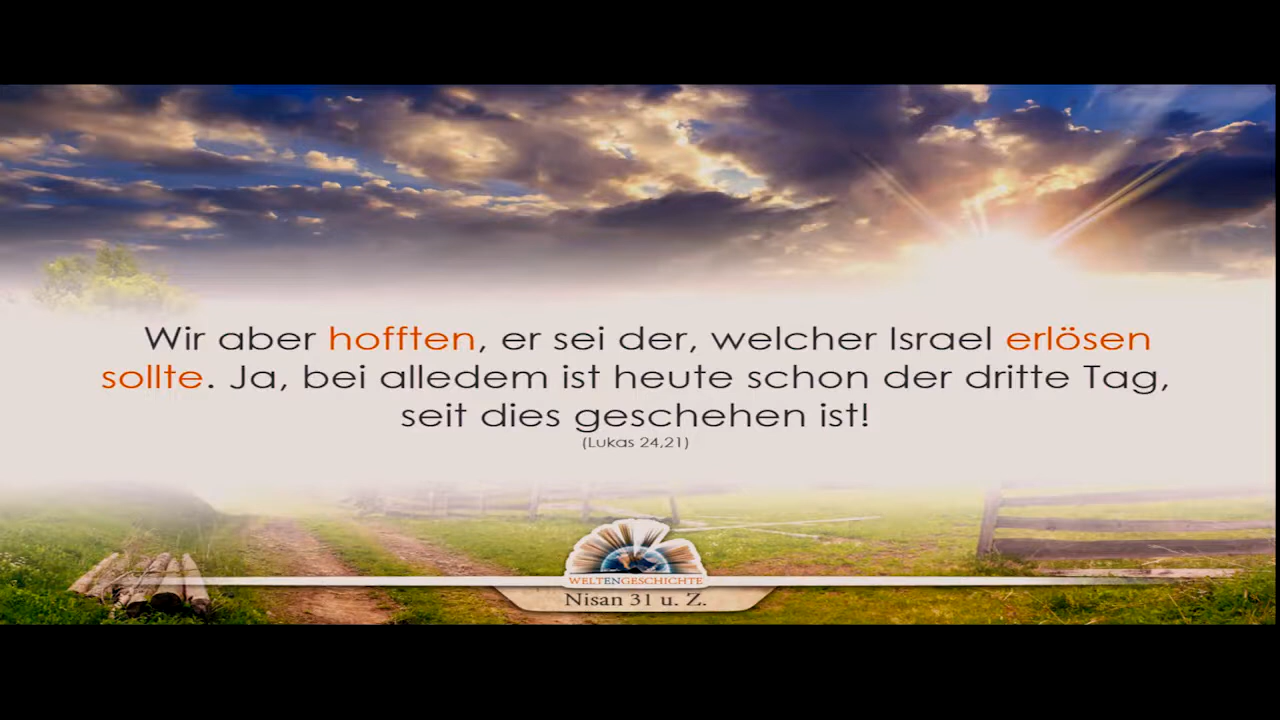 Wir aber hofften, er sei der, welcher Israel erlösen
sollte. Ja, bei alledem ist heute schon der dritte Tag,
seit dies geschehen ist!
(Lukas 24,21)
WELTENGESCHICHTE
Nisan 31 u. Z.